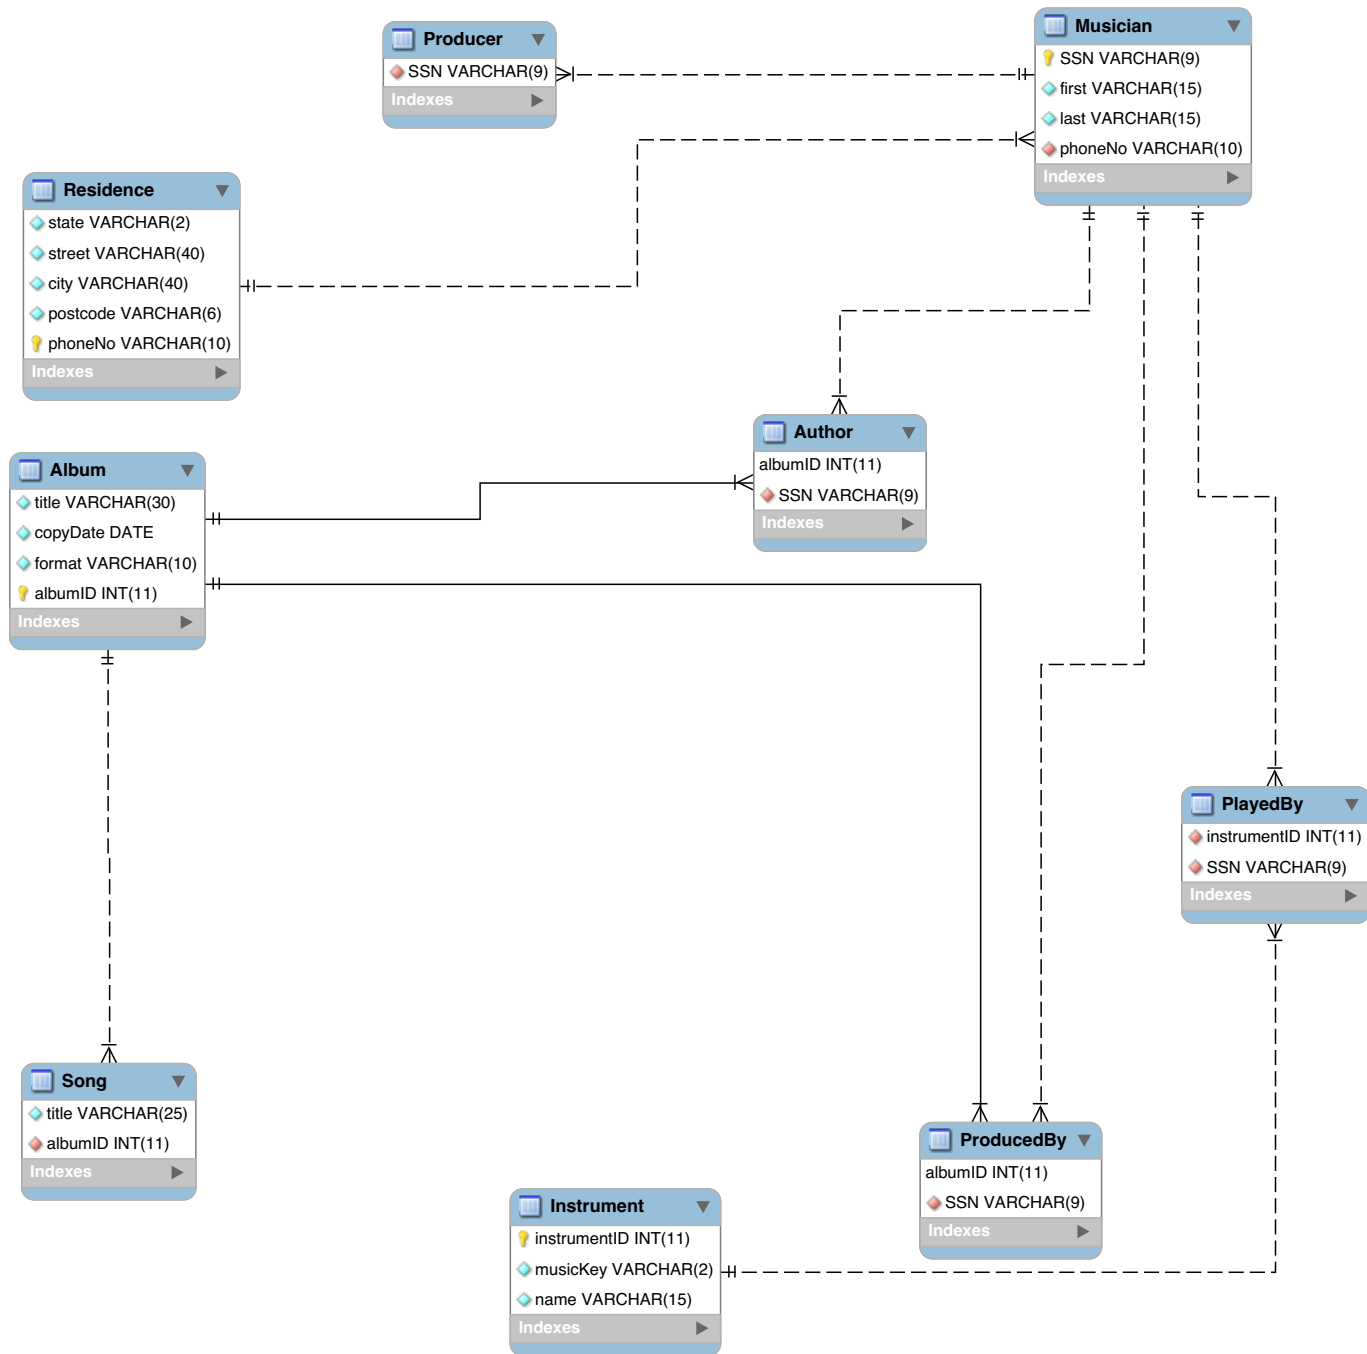 Producer
SSN VARCHAR(9)
Indexes
Musician
SSN VARCHAR(9)
first VARCHAR(15)
last VARCHAR(15)
phoneNo VARCHAR(10)
Indexes
Residence
state VARCHAR(2)
street VARCHAR(40)
city VARCHAR(40)
postcode VARCHAR(6)
phoneNo VARCHAR(10)
Indexes
Author
albumID INT(11)
SSN VARCHAR(9)
Indexes
Album
title VARCHAR(30)
copyDate DATE
format VARCHAR(10)
albumID INT(11)
Indexes
PlayedBy
instrumentID INT(11)
SSN VARCHAR(9)
Indexes
Song
title VARCHAR(25)
albumID INT(11)
Indexes
ProducedBy
albumID INT(11)
SSN VARCHAR(9)
Indexes
Instrument
instrumentID INT(11)
musicKey VARCHAR(2)
name VARCHAR(15)
Indexes